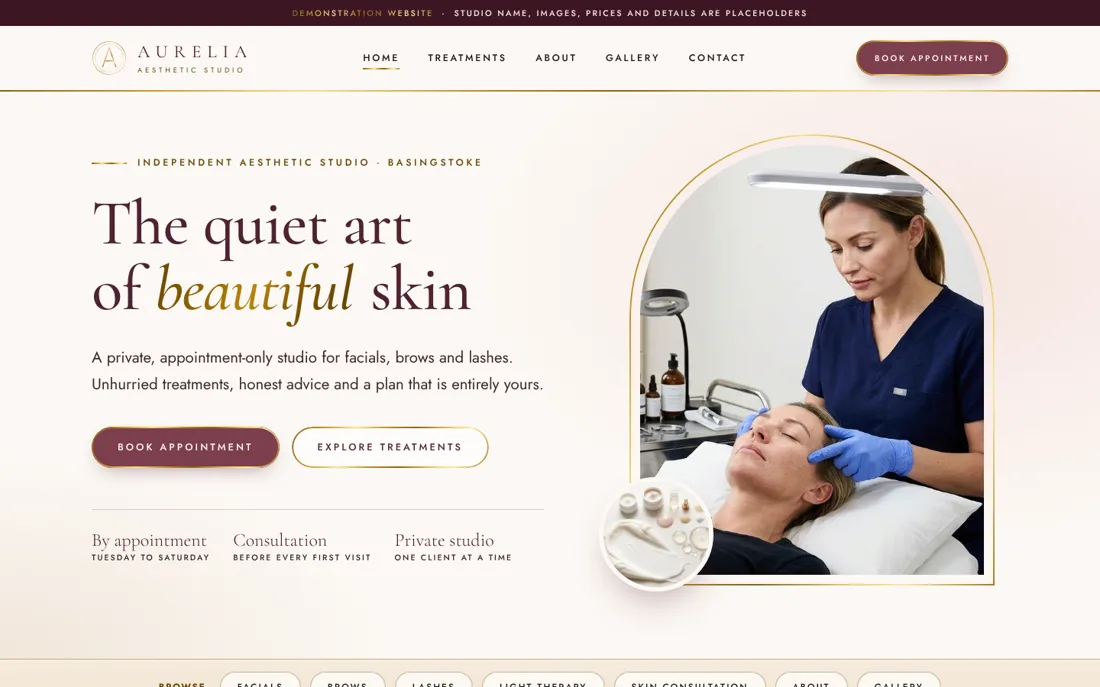 DEMONSTRATION WEBSITE · STUDIO NAME, IMAGES, PRICES AND DETAILS ARE PLACEHOLDERS
A AURELIA
AESTHETIC STUDIO
HOME TREATMENTS ABOUT GALLERY CONTACT
BOOK APPOINTMENT
INDEPENDENT AESTHETIC STUDIO · BASINGSTOKE
The quiet art
of beautiful skin
A private, appointment-only studio for facials, brows and lashes.
Unhurried treatments, honest advice and a plan that is entirely yours.
BOOK APPOINTMENT EXPLORE TREATMENTS
By appointment Consultation Private studio
TUESDAY TO SATURDAY BEFORE EVERY FIRST VISIT ONE CLIENT AT A TIME
BROWSE FACIALS BROWS LASHES LIGHT THERAPY SKIN CONSULTATION ABOUT GALLERY